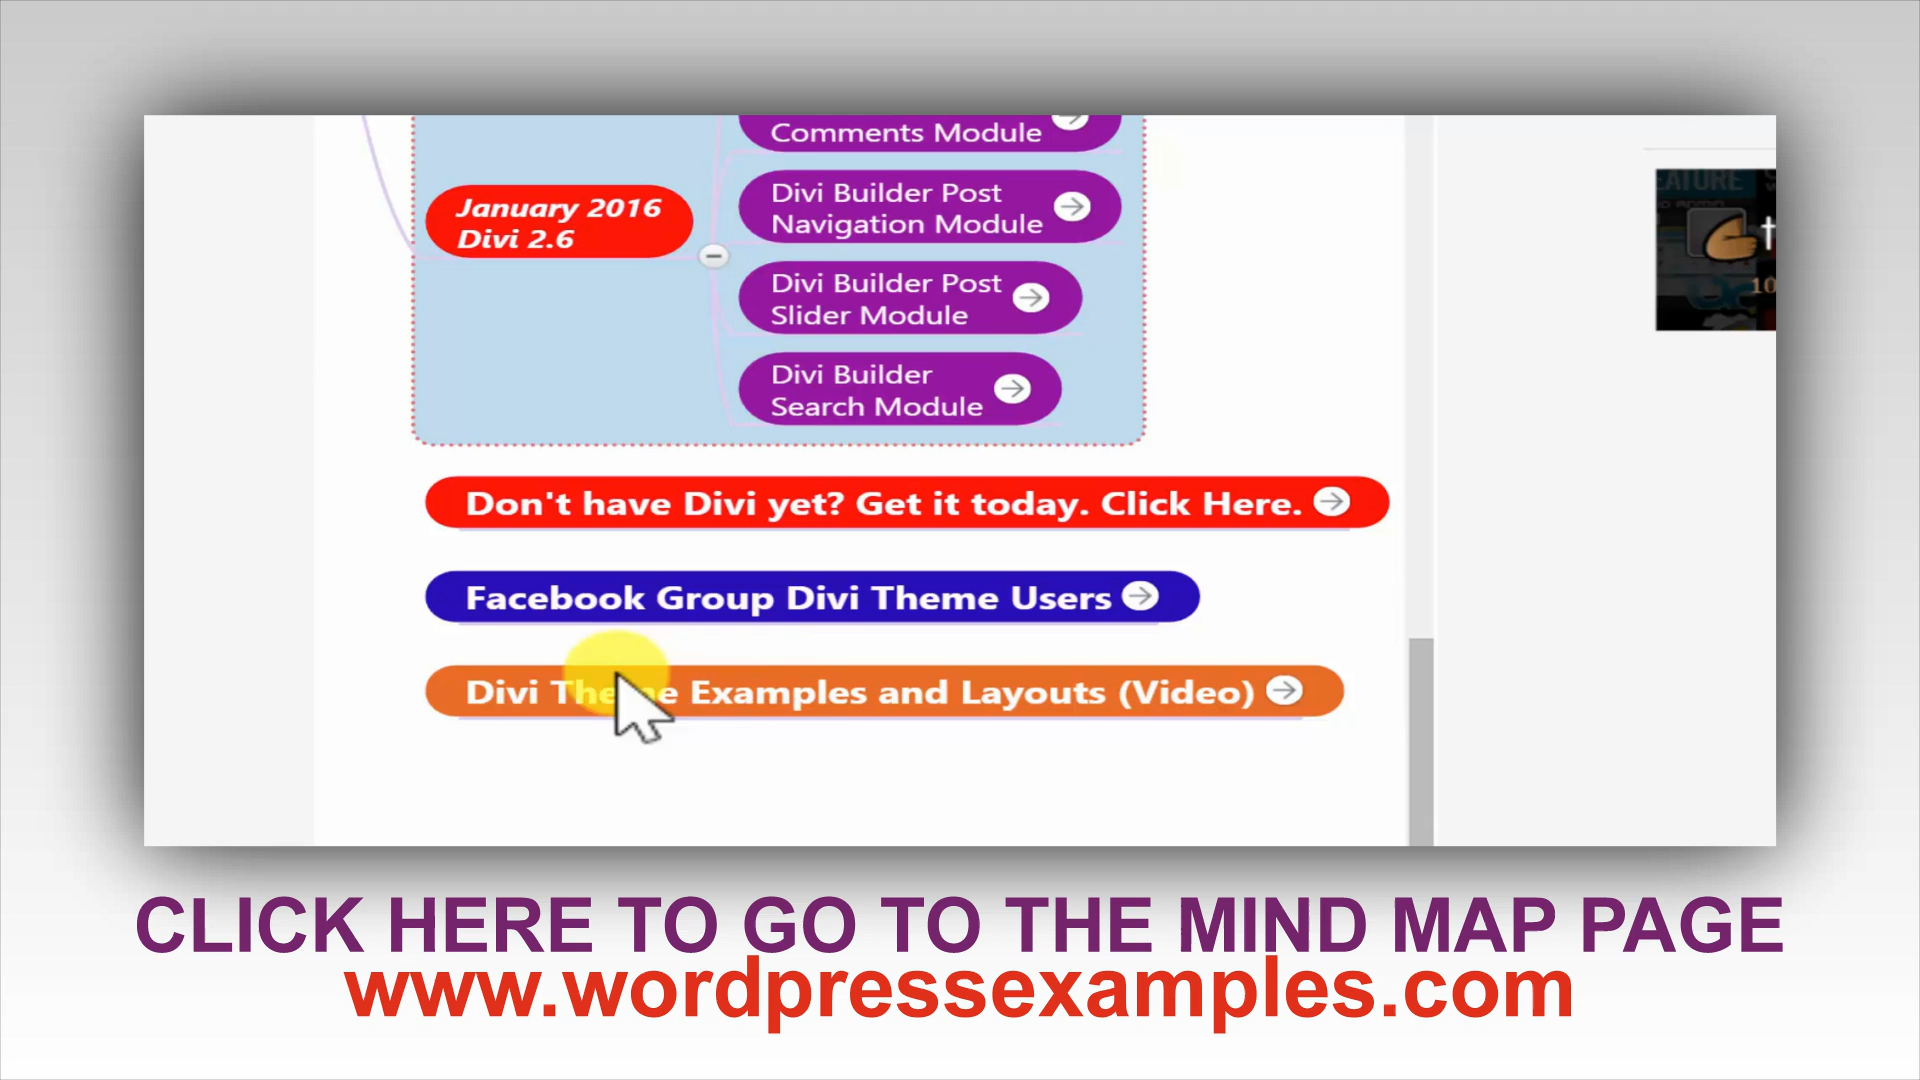 Comments Module
January 2016
Divi 2.6
Divi Builder Post
Navigation Module
Divi Builder Post
Slider Module
Divi Builder
Search Module
Don't have Divi yet? Get it today. Click Here.
Facebook Group Divi Theme Users
Divi Theme Examples and Layouts (Video)
CLICK HERE TO GO TO THE MIND MAP PAGE
www.wordpressexamples.com